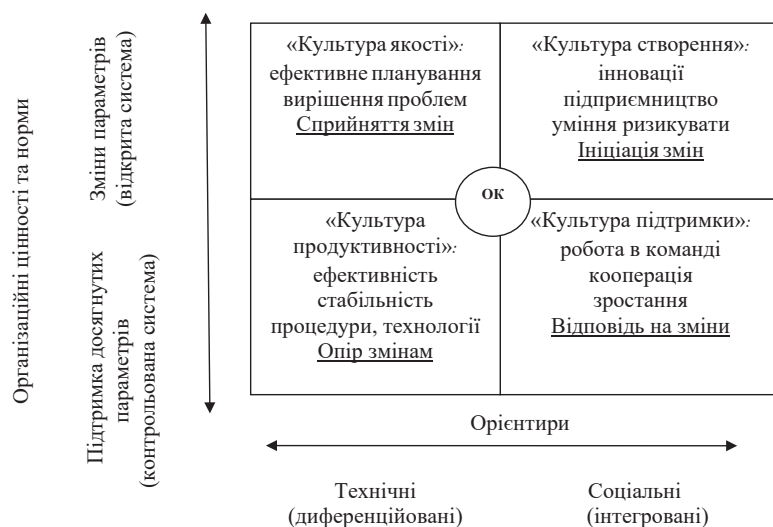 Організаційні цінності та норми
Зміни параметрів
(відкрита система)
Підтримка досягнутих
параметрів
(контрольована система)
«Культура якості»:
ефективне планування
вирішення проблем
Сприйняття змін
«Культура створення»:
інновації
підприємництво
уміння ризикувати
Ініціація змін
ОК
«Культура
продуктивності»:
ефективність
стабільність
процедури, технології
Опір змінам
«Культура підтримки»:
робота в команді
кооперація
зростання
Відповідь на зміни
Орієнтири
Технічні
(диференційовані)
Соціальні
(інтегровані)